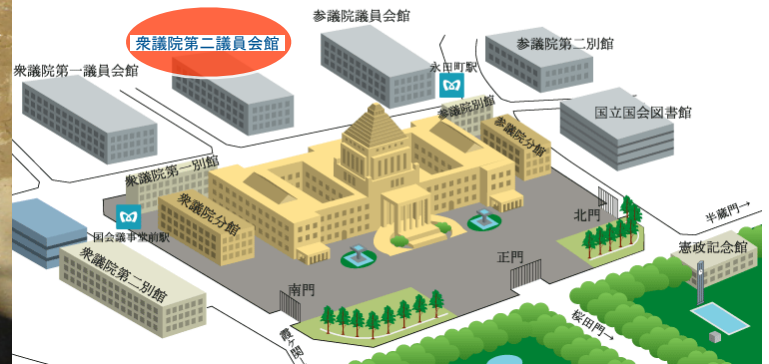 参議院議員会館
衆議院第二議員会館
参議院第二別館
衆議院第一議員会館
永田町駅
参議院別館
国立国会図書館
参議院分館
衆議院第一別館
衆議院分館
北門
半蔵門→
国会議事堂前駅
正門
憲政記念館
衆議院第二別館
南門
桜田門→
霞ヶ関→